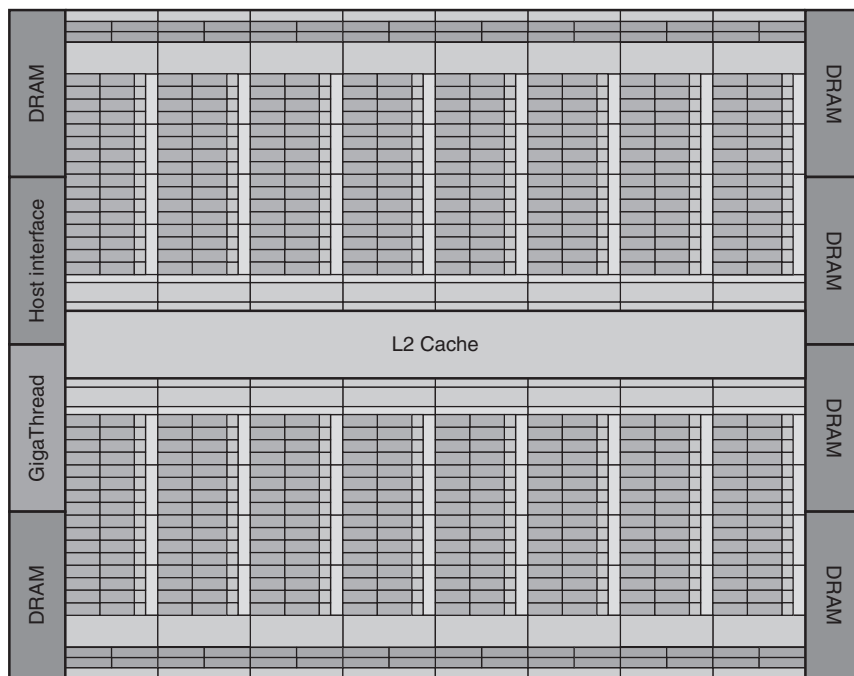 DRAM
Host interface
GigaThread
DRAM
L2 Cache
DRAM
DRAM
DRAM
DRAM